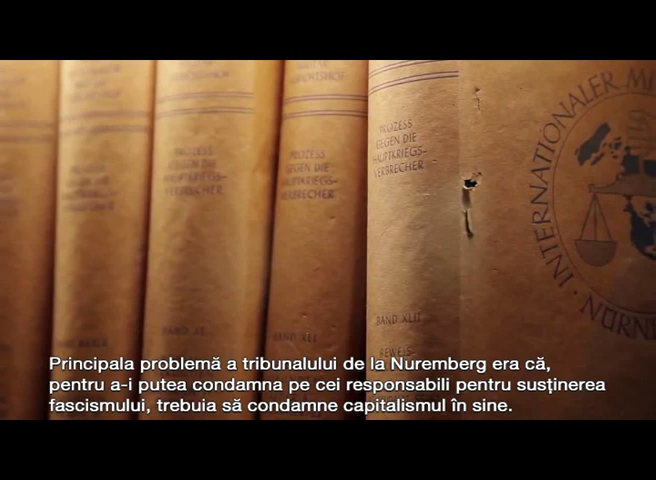 PROZESS
GEGEN DIE
HAUPTKRIEGS-
VERBRECHER
PROZESS
GEGEN DIE
HAUPTKRIEGS-
VERBRECHER
PROZESS
GEGEN DIE
HAUPTKRIEGS-
VERBRECHER
BAND XLI
BAND XLII
BEWEIS-
INTERNATIONALER
NÜRN
Principala problemă a tribunalului de la Nuremberg era că,
pentru a-i putea condamna pe cei responsabili pentru susținerea
fascismului, trebuia să condamne capitalismul în sine.